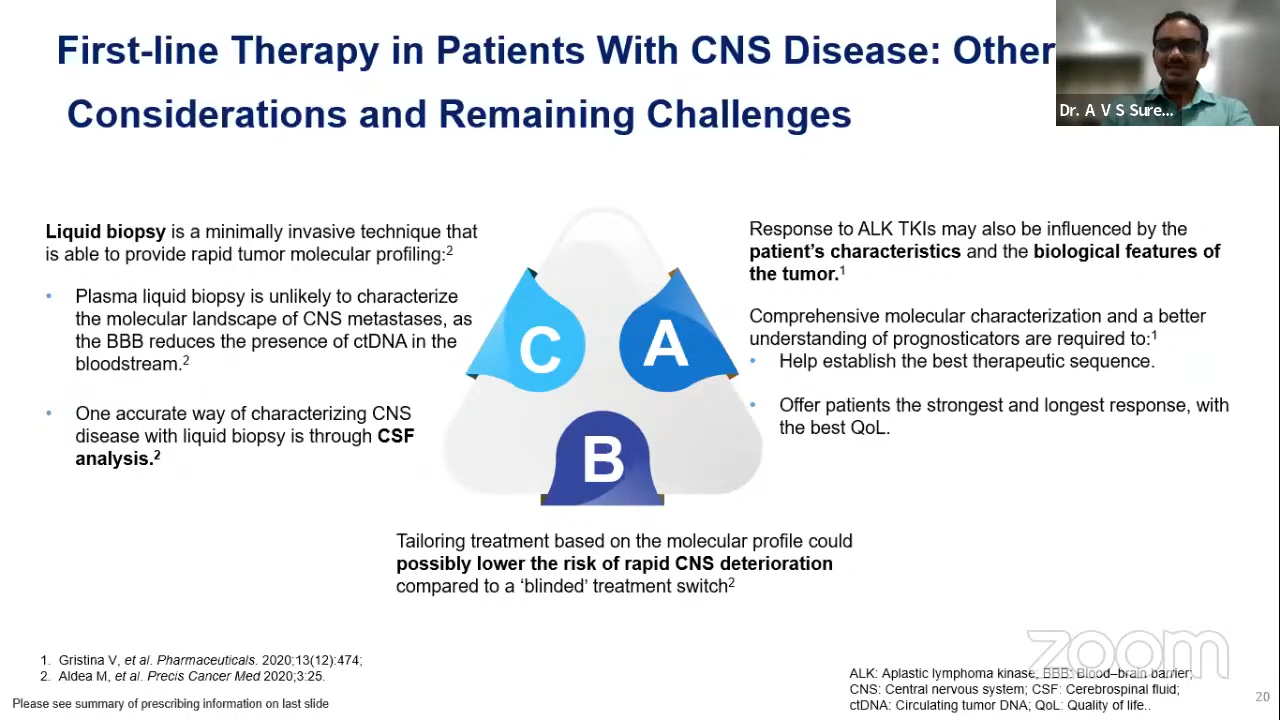 First-line Therapy in Patients With CNS Disease: Other
Considerations and Remaining Challenges
Dr. A V S Sure...
Liquid biopsy is a minimally invasive technique that
is able to provide rapid tumor molecular profiling:2
• Plasma liquid biopsy is unlikely to characterize
the molecular landscape of CNS metastases, as
the BBB reduces the presence of ctDNA in the
bloodstream.2
• One accurate way of characterizing CNS
disease with liquid biopsy is through CSF
analysis.2
C
A
B
Response to ALK TKIs may also be influenced by the
patient's characteristics and the biological features of
the tumor.1
Comprehensive molecular characterization and a better
understanding of prognosticators are required to:1
• Help establish the best therapeutic sequence.
• Offer patients the strongest and longest response, with
the best QoL.
Tailoring treatment based on the molecular profile could
possibly lower the risk of rapid CNS deterioration
compared to a 'blinded' treatment switch2
1. Gristina V, et al. Pharmaceuticals. 2020;13(12):474;
2. Aldea M, et al. Precis Cancer Med 2020;3:25.
Please see summary of prescribing information on last slide
zoom
ALK: Aplastic lymphoma kinase; BBB: Blood–brain barrier;
CNS: Central nervous system; CSF: Cerebrospinal fluid;
ctDNA: Circulating tumor DNA; QoL: Quality of life..
20